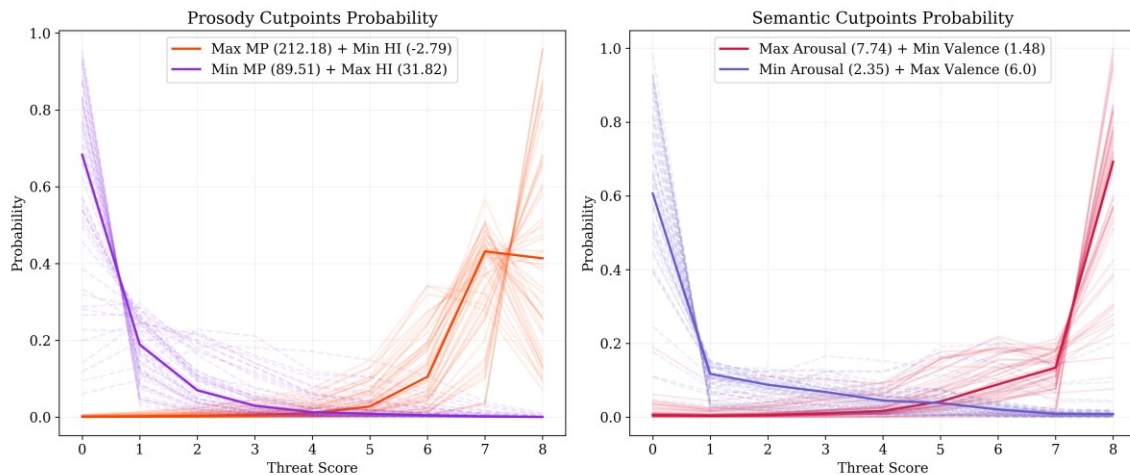 Prosody Cutpoints Probability
Max MP (212.18) + Min HI (-2.79)
Min MP (89.51) + Max HI (31.82)
Probability
1.0
0.8
0.6
0.4
0.2
0.0
0 1 2 3 4 5 6 7 8
Threat Score
Semantic Cutpoints Probability
Max Arousal (7.74) + Min Valence (1.48)
Min Arousal (2.35) + Max Valence (6.0)
Probability
1.0
0.8
0.6
0.4
0.2
0.0
0 1 2 3 4 5 6 7 8
Threat Score